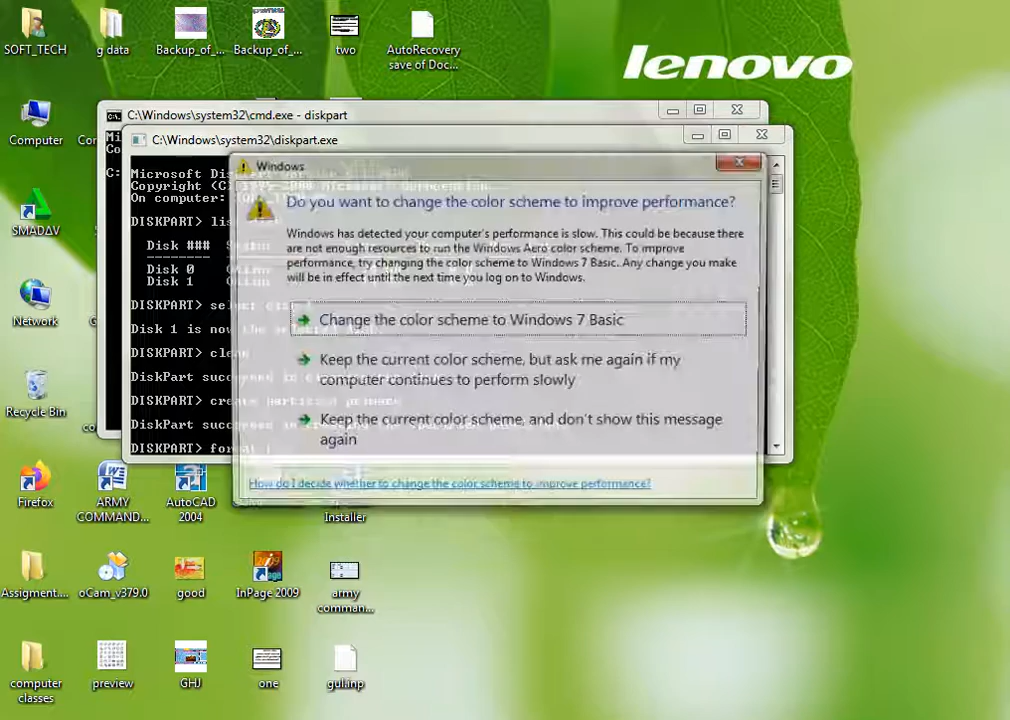 SOFT_TECH
g data
Backup_of_...
Backup_of_...
two
AutoRecovery
save of Doc...
lenovo
Computer
C:\Windows\system32\cmd.exe - diskpart
C:\Windows\system32\diskpart.exe
Microsoft Dis
Copyright (C)
On computer:
DISKPART> lis
Disk ###
--------
Disk 0
Disk 1
DISKPART> select disk
Disk 1 is now the selected
DISKPART> clean
DiskPart succeeded in
DISKPART> create partition primary
DiskPart succeeded in creating the specified partition.
DISKPART> format
Windows
Do you want to change the color scheme to improve performance?
Windows has detected your computer's performance is slow. This could be because there
are not enough resources to run the Windows Aero color scheme. To improve
performance, try changing the color scheme to Windows 7 Basic. Any change you make
will be in effect until the next time you log on to Windows.
Change the color scheme to Windows 7 Basic
Keep the current color scheme, but ask me again if my
computer continues to perform slowly
Keep the current color scheme, and don't show this message
again
How do I decide whether to change the color scheme to improve performance?
SMADΔV
Network
Recycle Bin
Firefox
ARMY
COMMAND...
AutoCAD
2004
Installer
Assigment....
oCam_v379.0
good
InPage 2009
army
comman...
computer
classes
preview
GHJ
one
gul.inp